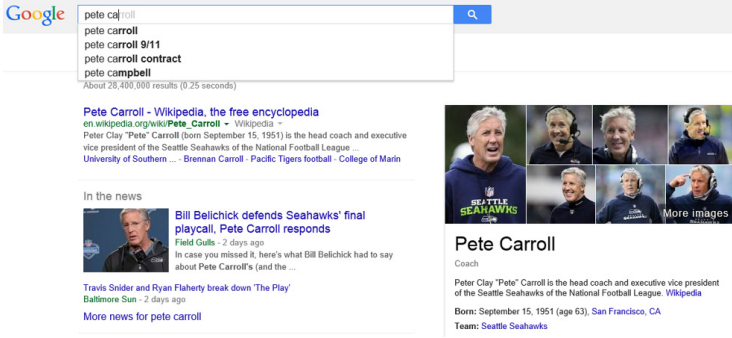 Google
pete carroll
pete carroll
pete carroll 9/11
pete carroll contract
pete campbell
About 28,400,000 results (0.25 seconds)
Pete Carroll - Wikipedia, the free encyclopedia
en.wikipedia.org/wiki/Pete_Carroll ▾ Wikipedia ▾
Peter Clay "Pete" Carroll (born September 15, 1951) is the head coach and executive
vice president of the Seattle Seahawks of the National Football League ...
University of Southern ... - Brennan Carroll - Pacific Tigers football - College of Marin
In the news
Bill Belichick defends Seahawks' final
playcall, Pete Carroll responds
Field Gulls - 2 days ago
In case you missed it, here's what Bill Belichick had to say
about Pete Carroll's (and the ...
Travis Snider and Ryan Flaherty break down 'The Play'
Baltimore Sun - 2 days ago
More news for pete carroll
SEATTLE
SEAHAWKS
More images
Pete Carroll
Coach
Peter Clay "Pete" Carroll is the head coach and executive vice president
of the Seattle Seahawks of the National Football League. Wikipedia
Born: September 15, 1951 (age 63), San Francisco, CA
Team: Seattle Seahawks